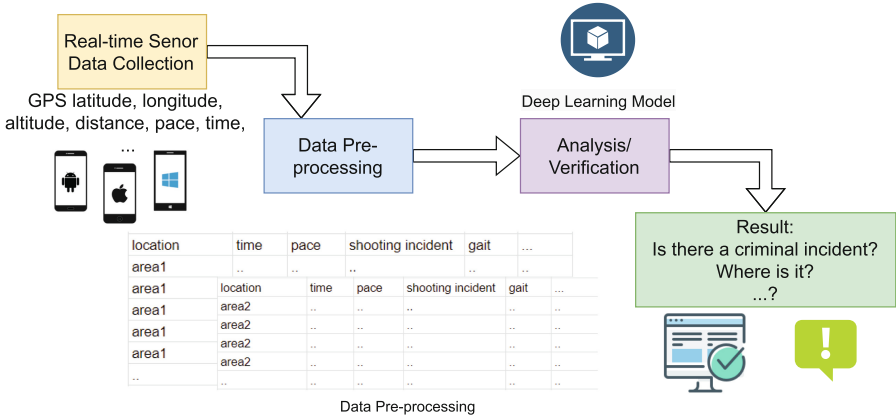 Real-time Senor
Data Collection
GPS latitude, longitude,
altitude, distance, pace, time,
...
Deep Learning Model
Data Pre-
processing
Analysis/
Verification
Result:
Is there a criminal incident?
Where is it?
...?
location time pace shooting incident gait ...
area1 .. .. .. .. ..
area1
area1
area1
area1
..
location time pace shooting incident gait ...
area2 .. .. .. .. ..
area2 .. .. .. .. ..
area2 .. .. .. .. ..
area2 .. .. .. .. ..
.. .. .. .. .. ..
!
Data Pre-processing